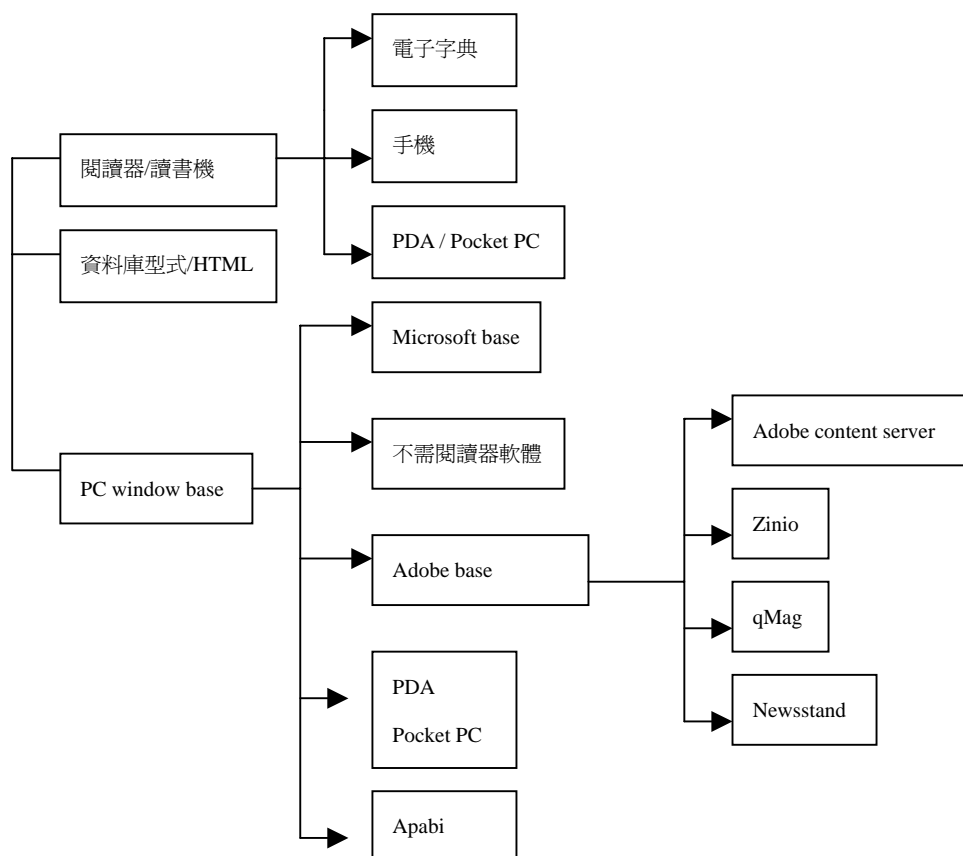 電子字典
手機
閱讀器/讀書機
PDA / Pocket PC
資料庫型式/HTML
Microsoft base
不需閱讀器軟體
Adobe content server
PC window base
Zinio
Adobe base
qMag
PDA
Pocket PC
Newsstand
Apabi